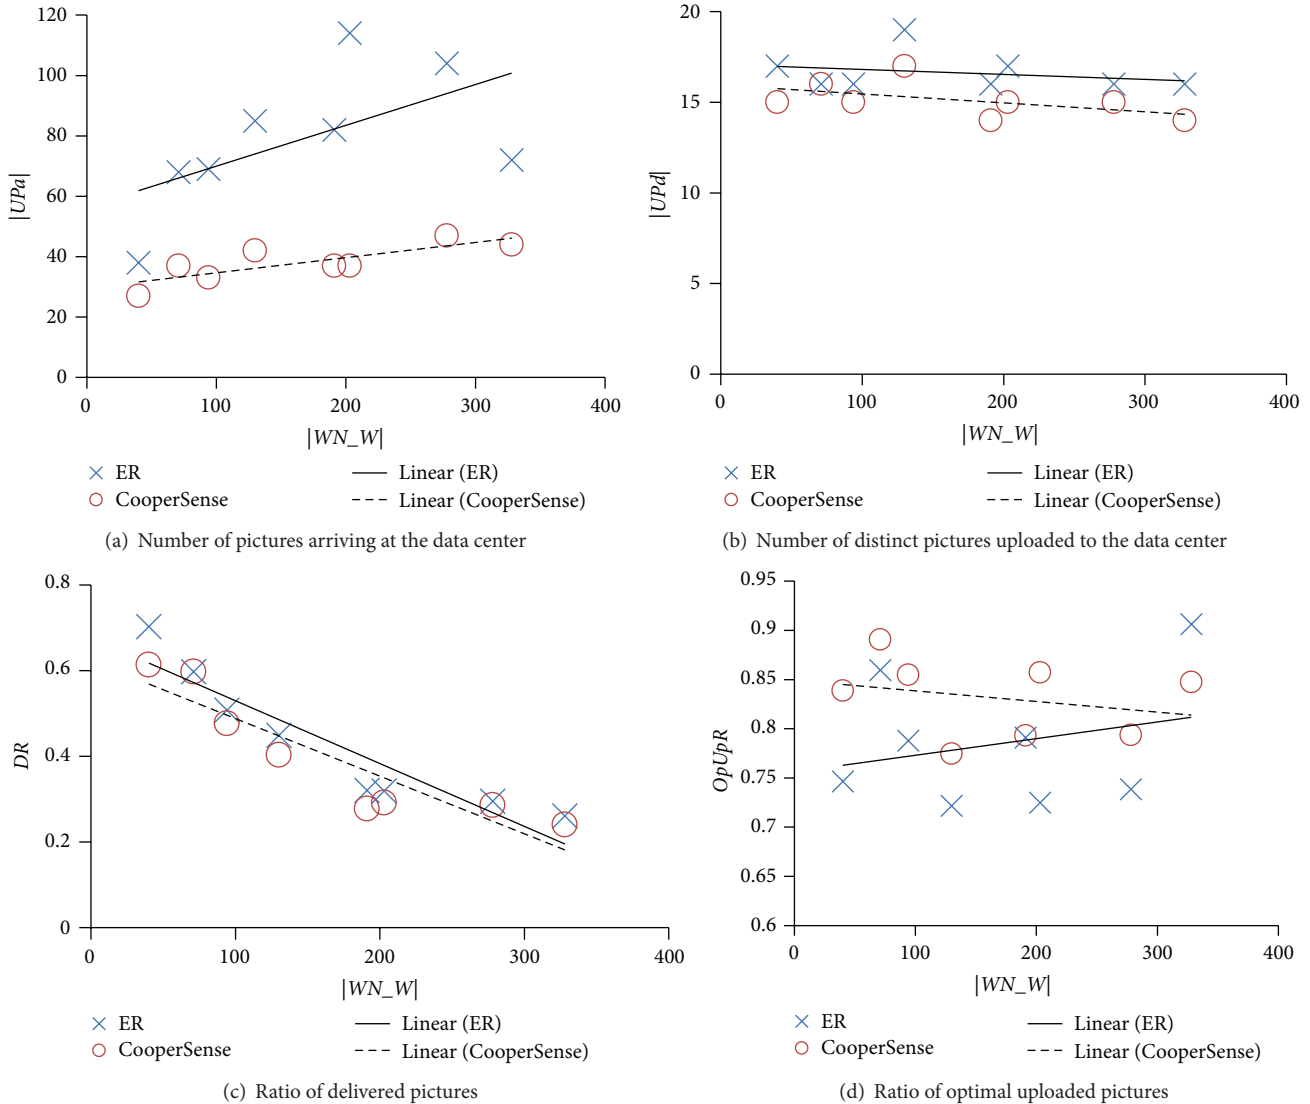 120
100
80
60
40
20
0
|UPa|
0 100 200 300 400
|WN_W|
ER
CooperSense
Linear (ER)
Linear (CooperSense)
(a) Number of pictures arriving at the data center
20
15
10
5
0
|UPd|
0 100 200 300 400
|WN_W|
ER
CooperSense
Linear (ER)
Linear (CooperSense)
(b) Number of distinct pictures uploaded to the data center
0.8
0.6
0.4
0.2
0
DR
0 100 200 300 400
|WN_W|
ER
CooperSense
Linear (ER)
Linear (CooperSense)
(c) Ratio of delivered pictures
0.95
0.9
0.85
0.8
0.75
0.7
0.65
0.6
OpUpR
0 100 200 300 400
|WN_W|
ER
CooperSense
Linear (ER)
Linear (CooperSense)
(d) Ratio of optimal uploaded pictures